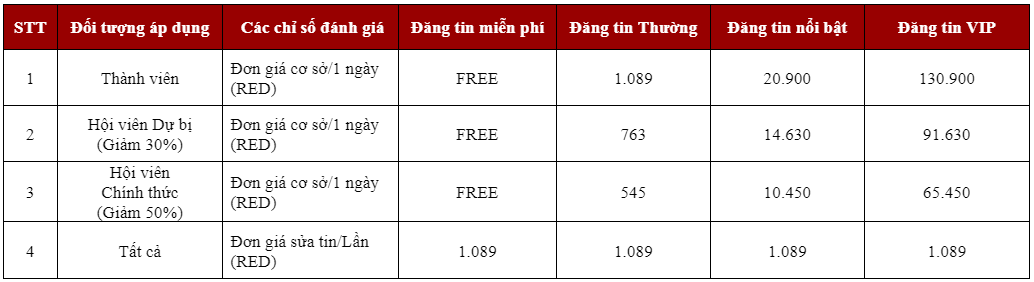 STT Đối tượng áp dụng Các chỉ số đánh giá Đăng tin miễn phí Đăng tin Thường Đăng tin nổi bật Đăng tin VIP
1 Thành viên Đơn giá cơ sở/1 ngày (RED) FREE 1.089 20.900 130.900
2 Hội viên Dự bị (Giảm 30%) Đơn giá cơ sở/1 ngày (RED) FREE 763 14.630 91.630
3 Hội viên Chính thức (Giảm 50%) Đơn giá cơ sở/1 ngày (RED) FREE 545 10.450 65.450
4 Tất cả Đơn giá sửa tin/Lần (RED) 1.089 1.089 1.089 1.089